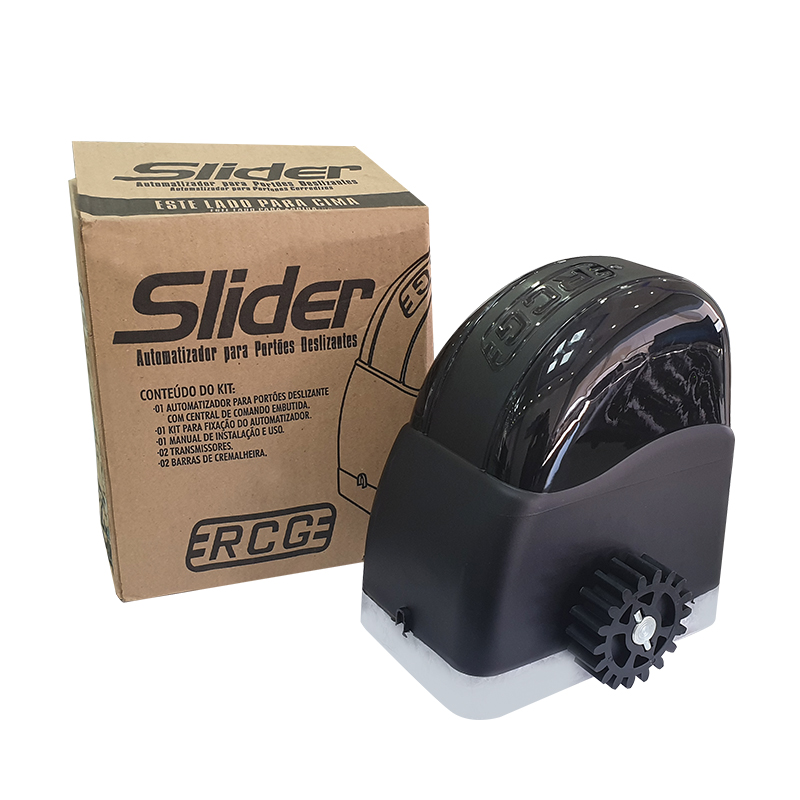 Slider
Automatizador para Portões Deslizantes
Automatizador para Portones Corredizos
ESTE LADO PARA CIMA
Slider
Automatizador para Portões Deslizantes
CONTEÚDO DO KIT:
-01 AUTOMATIZADOR PARA PORTÕES DESLIZANTE
COM CENTRAL DE COMANDO EMBUTIDA.
-01 KIT PARA FIXAÇÃO DO AUTOMATIZADOR.
-01 MANUAL DE INSTALAÇÃO E USO.
-02 TRANSMISSORES.
-02 BARRAS DE CREMALHEIRA.
RCG
RCG